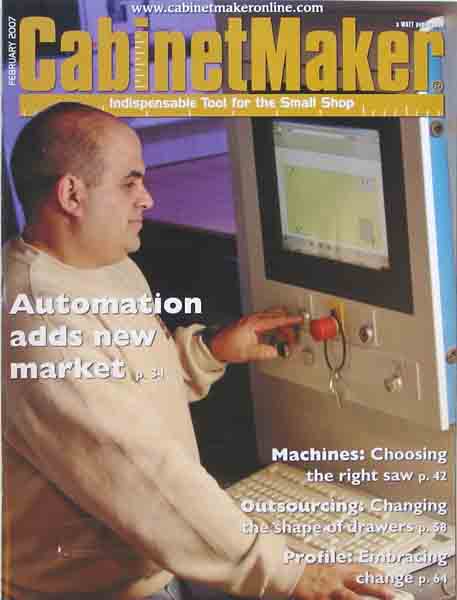 www.cabinetmakeronline.com
FEBRUARY 2007
a WATT
CabinetMaker
Indispensable Tool for the Small Shop
Automation
adds new
market p. 34
Machines: Choosing
the right saw p. 42
Outsourcing: Changing
the shape of drawers p. 58
Profile: Embracing
change p. 64